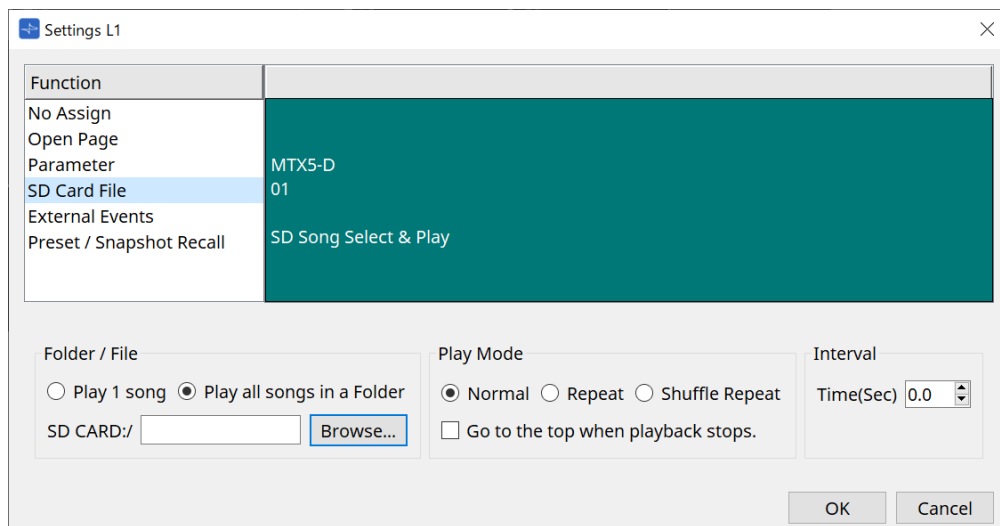 Settings L1
Function
No Assign
Open Page
Parameter
SD Card File
External Events
Preset / Snapshot Recall
MTX5-D
01
SD Song Select & Play
Folder / File
Play 1 song Play all songs in a Folder
SD CARD:/ Browse...
Play Mode
Normal Repeat Shuffle Repeat
Go to the top when playback stops.
Interval
Time(Sec) 0.0
OK Cancel